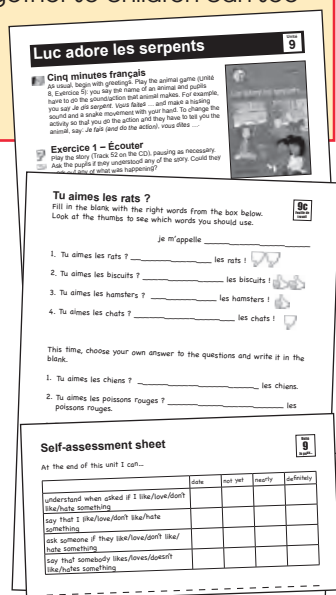 gether so children can see
Luc adore les serpents
Unité
9
Cinq minutes français
As usual, begin with greetings. Play the animal game (Unité
8, Exercice 5): you say the name of an animal and pupils
have to do the sound/action that animal makes. For example,
you say Je dis serpent. Vous faites … and make a hissing
sound and a snake movement with your hand. To change the
activity so that you do the action and they have to tell you the
animal, say: Je fais (and do the action), vous dites ….
Exercice 1 – Écouter
Play the story (Track 52 on the CD), pausing as necessary.
Ask the pupils if they understood any of the story. Could they
out any of what was happening?
Tu aimes les rats ?
Fill in the blank with the right words from the box below.
Look at the thumbs to see which words you should use.
9c
je m'appelle
1. Tu aimes les rats ? les rats !
2. Tu aimes les biscuits ? les biscuits !
3. Tu aimes les hamsters ? les hamsters !
4. Tu aimes les chats ? les chats !
This time, choose your own answer to the questions and write it in the
blank.
1. Tu aimes les chiens ? les chiens.
2. Tu aimes les poissons rouges ? les
poissons rouges.
Self-assessment sheet
9
At the end of this unit I can...
date not yet nearly definitely
understand when asked if I like/love/don't
like/hate something
say that I like/love/don't like/hate
something
ask someone if they like/love/don't like/
hate something
say that somebody likes/loves/doesn't
like/hates something